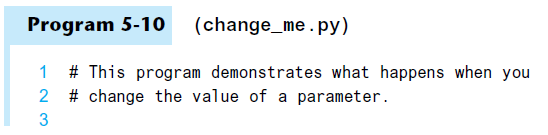 Program 5-10 (change_me.py)
1 # This program demonstrates what happens when you
2 # change the value of a parameter.
3